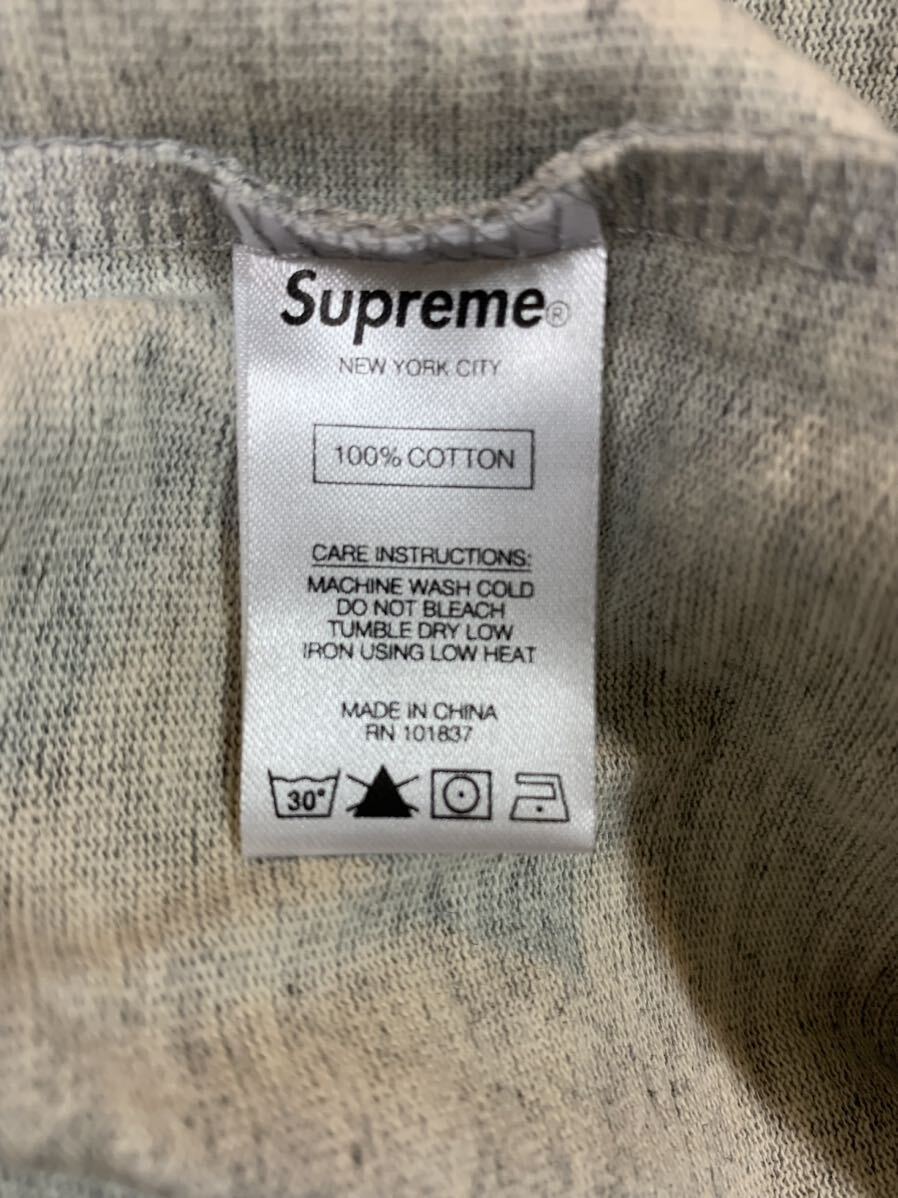 Supreme®
NEW YORK CITY
100% COTTON
CARE INSTRUCTIONS:
MACHINE WASH COLD
DO NOT BLEACH
TUMBLE DRY LOW
IRON USING LOW HEAT
MADE IN CHINA
RN 101837
30°